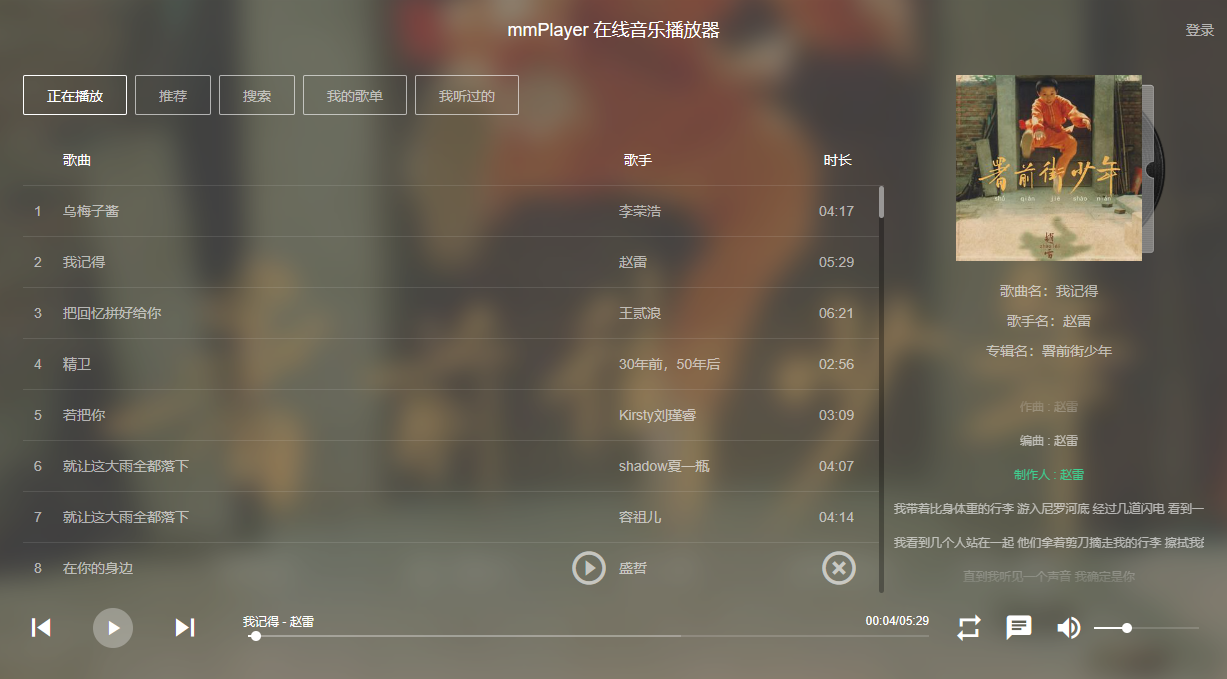 mmPlayer 在线音乐播放器
登录
正在播放 推荐 搜索 我的歌单 我听过的
歌曲 歌手 时长
1 乌梅子酱 李荣浩 04:17
2 我记得 赵雷 05:29
3 把回忆拼好给你 王贰浪 06:21
4 精卫 30年前，50年后 02:56
5 若把你 Kirsty刘瑾睿 03:09
6 就让这大雨全都落下 shadow夏一瓶 04:07
7 就让这大雨全都落下 容祖儿 04:14
8 在你的身边 盛哲
署前街少年
shǔ qián jiē shào nián
歌曲名：我记得
歌手名：赵雷
专辑名：署前街少年
作曲 : 赵雷
编曲 : 赵雷
制作人 : 赵雷
我带着比身体重的行李 游入尼罗河底 经过几道闪电 看到一
我看到几个人站在一起 他们拿着剪刀摘走我的行李 擦拭我
直到我听见一个声音 我确定是你
我记得 - 赵雷
00:04/05:29